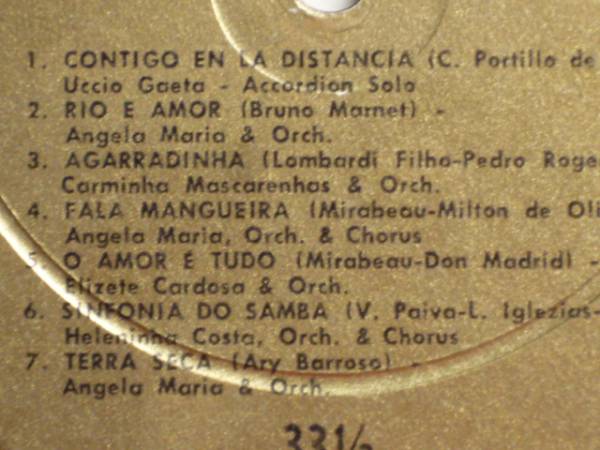 1. CONTIGO EN LA DISTANCIA (C. Portillo de
Uccio Gaeta - Accordion Solo
2. RIO E AMOR (Bruno Marnet) -
Angela Maria & Orch.
3. AGARRADINHA (Lombardi Filho-Pedro Roge
Carminha Mascarenhas & Orch.
4. FALA MANGUEIRA (Mirabeau-Milton de Oli
Angela Maria, Orch. & Chorus
5. O AMOR É TUDO (Mirabeau-Don Madrid) -
Elizete Cardosa & Orch.
6. SINFONIA DO SAMBA (V. Paiva-L. Iglezias-
Heleninha Costa, Orch. & Chorus
7. TERRA SECA (Ary Barroso) -
Angela Maria & Orch.
33⅓